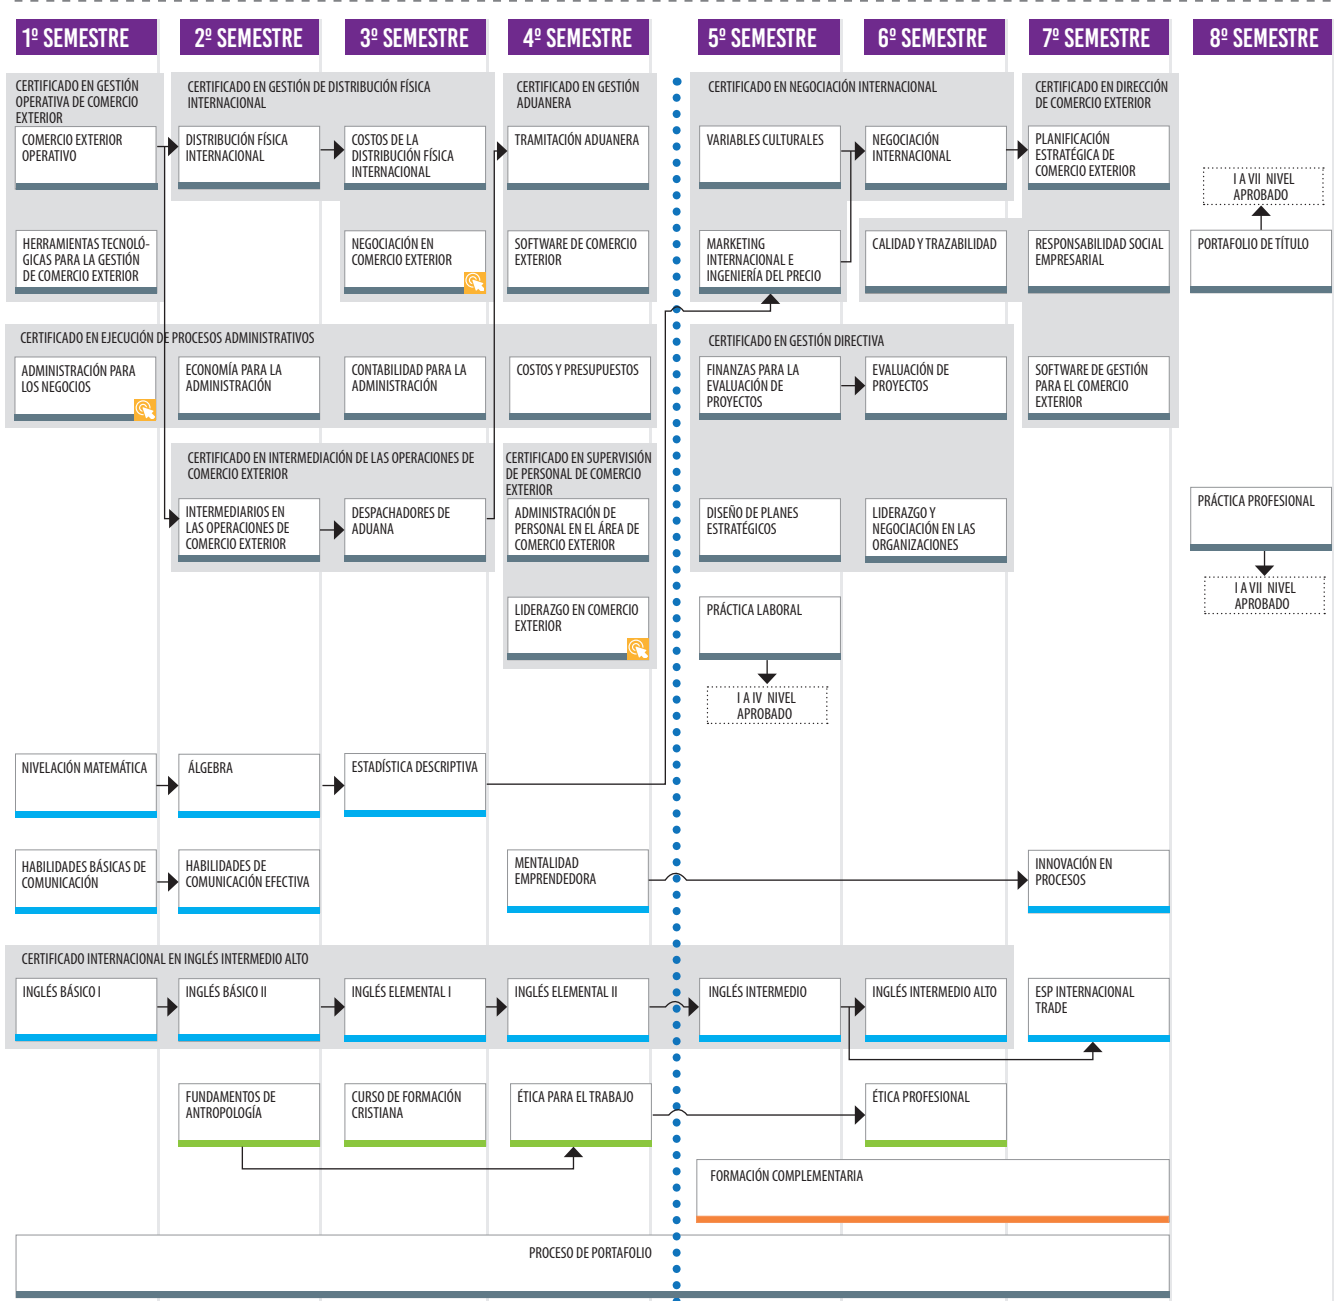 1º SEMESTRE
2º SEMESTRE
3º SEMESTRE
4º SEMESTRE
5º SEMESTRE
6º SEMESTRE
7º SEMESTRE
8º SEMESTRE
CERTIFICADO EN GESTIÓN
OPERATIVA DE COMERCIO
EXTERIOR
CERTIFICADO EN GESTIÓN DE DISTRIBUCIÓN FÍSICA
INTERNACIONAL
CERTIFICADO EN GESTIÓN
ADUANERA
CERTIFICADO EN NEGOCIACIÓN INTERNACIONAL
CERTIFICADO EN DIRECCIÓN
DE COMERCIO EXTERIOR
COMERCIO EXTERIOR
OPERATIVO
DISTRIBUCIÓN FÍSICA
INTERNACIONAL
COSTOS DE LA
DISTRIBUCIÓN FÍSICA
INTERNACIONAL
TRAMITACIÓN ADUANERA
VARIABLES CULTURALES
NEGOCIACIÓN
INTERNACIONAL
PLANIFICACIÓN
ESTRATÉGICA DE
COMERCIO EXTERIOR
I A VII NIVEL
APROBADO
HERRAMIENTAS TECNOLÓ-
GICAS PARA LA GESTIÓN
DE COMERCIO EXTERIOR
NEGOCIACIÓN EN
COMERCIO EXTERIOR
SOFTWARE DE COMERCIO
EXTERIOR
MARKETING
INTERNACIONAL E
INGENIERÍA DEL PRECIO
CALIDAD Y TRAZABILIDAD
RESPONSABILIDAD SOCIAL
EMPRESARIAL
PORTAFOLIO DE TÍTULO
CERTIFICADO EN EJECUCIÓN DE PROCESOS ADMINISTRATIVOS
CERTIFICADO EN GESTIÓN DIRECTIVA
ADMINISTRACIÓN PARA
LOS NEGOCIOS
ECONOMÍA PARA LA
ADMINISTRACIÓN
CONTABILIDAD PARA LA
ADMINISTRACIÓN
COSTOS Y PRESUPUESTOS
FINANZAS PARA LA
EVALUACIÓN DE
PROYECTOS
EVALUACIÓN DE
PROYECTOS
SOFTWARE DE GESTIÓN
PARA EL COMERCIO
EXTERIOR
CERTIFICADO EN INTERMEDIACIÓN DE LAS OPERACIONES DE
COMERCIO EXTERIOR
CERTIFICADO EN SUPERVISIÓN
DE PERSONAL DE COMERCIO
EXTERIOR
INTERMEDIARIOS EN
LAS OPERACIONES DE
COMERCIO EXTERIOR
DESPACHADORES DE
ADUANA
ADMINISTRACIÓN DE
PERSONAL EN EL ÁREA DE
COMERCIO EXTERIOR
DISEÑO DE PLANES
ESTRATÉGICOS
LIDERAZGO Y
NEGOCIACIÓN EN LAS
ORGANIZACIONES
PRÁCTICA PROFESIONAL
I A VII NIVEL
APROBADO
LIDERAZGO EN COMERCIO
EXTERIOR
PRÁCTICA LABORAL
I A IV NIVEL
APROBADO
NIVELACIÓN MATEMÁTICA
ÁLGEBRA
ESTADÍSTICA DESCRIPTIVA
HABILIDADES BÁSICAS DE
COMUNICACIÓN
HABILIDADES DE
COMUNICACIÓN EFECTIVA
MENTALIDAD
EMPRENDEDORA
INNOVACIÓN EN
PROCESOS
CERTIFICADO INTERNACIONAL EN INGLÉS INTERMEDIO ALTO
INGLÉS BÁSICO I
INGLÉS BÁSICO II
INGLÉS ELEMENTAL I
INGLÉS ELEMENTAL II
INGLÉS INTERMEDIO
INGLÉS INTERMEDIO ALTO
ESP INTERNACIONAL
TRADE
FUNDAMENTOS DE
ANTROPOLOGÍA
CURSO DE FORMACIÓN
CRISTIANA
ÉTICA PARA EL TRABAJO
ÉTICA PROFESIONAL
FORMACIÓN COMPLEMENTARIA
PROCESO DE PORTAFOLIO